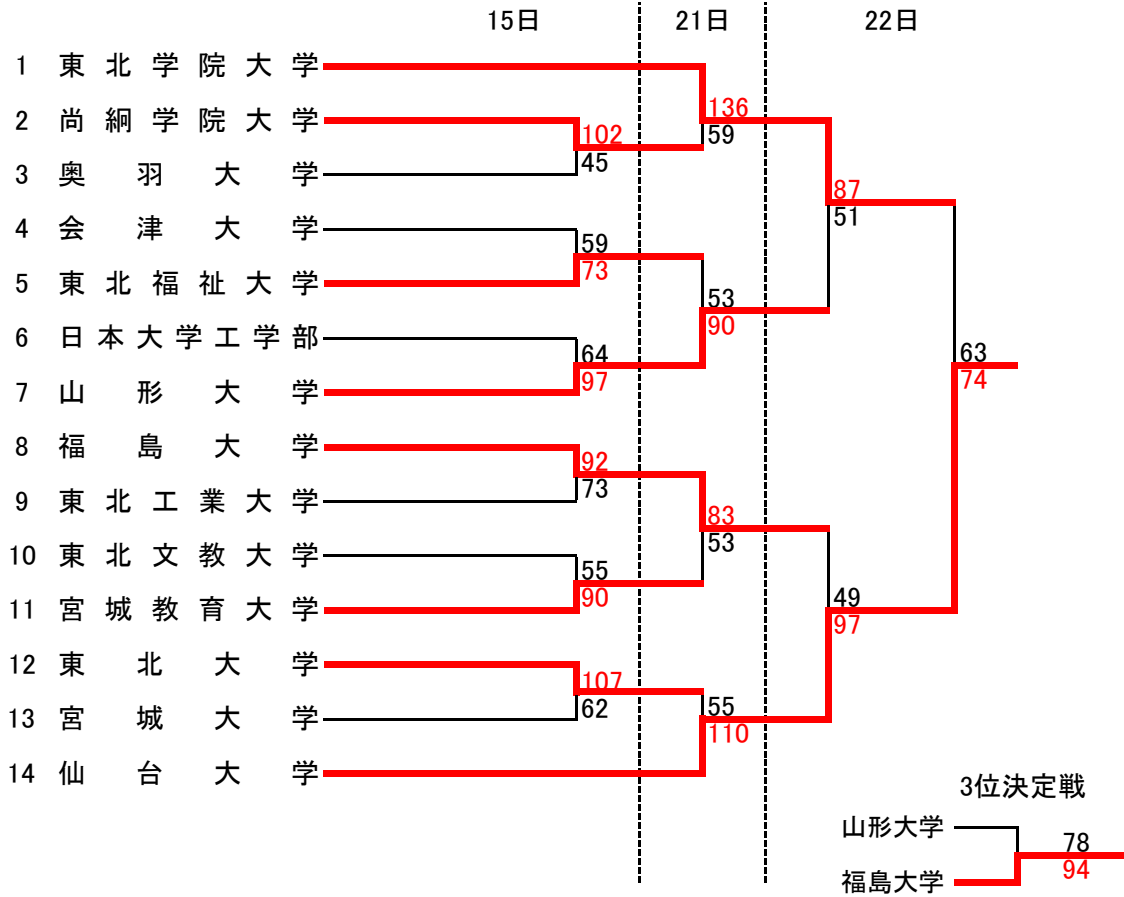 15日 21日 22日
1 東北学院大学
136
2 尚絅学院大学
102 59
45
3 奥羽大学
87
51
4 会津大学
59
73
5 東北福祉大学
53
90
6 日本大学工学部
64 63
97 74
7 山形大学
8 福島大学
92
73
9 東北工業大学
83
53
10 東北文教大学
55
90 49
11 宮城教育大学
97
12 東北大学
107
62 55
13 宮城大学
110
14 仙台大学
3位決定戦
山形大学
78
94
福島大学